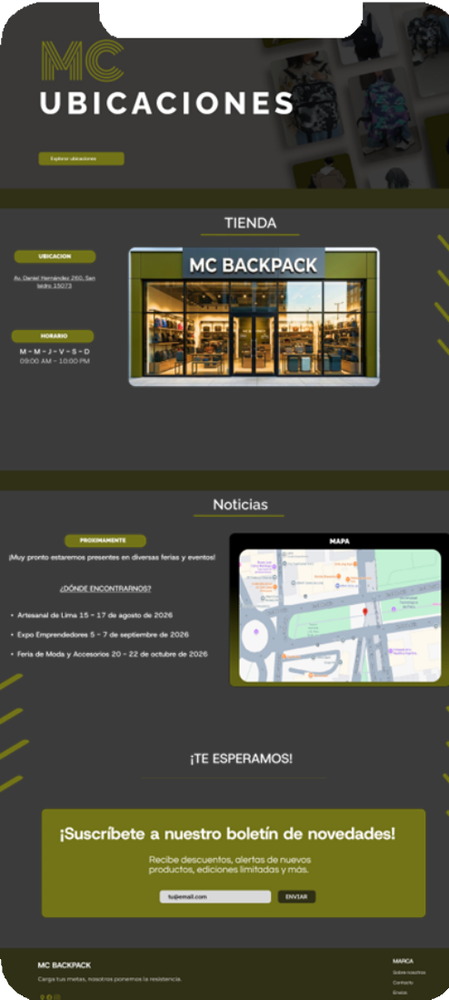 MC
UBICACIONES
Explorar ubicaciones
TIENDA
UBICACION
Av. Daniel Hernández 260, San
Isidro 15073
HORARIO
M – M – J – V – S – D
09:00 AM – 10:00 PM
MC BACKPACK
Noticias
PROXIMAMENTE
¡Muy pronto estaremos presentes en diversas ferias y eventos!
¿DÓNDE ENCONTRARNOS?
• Artesanal de Lima 15 – 17 de agosto de 2026
• Expo Emprendedores 5 – 7 de septiembre de 2026
• Feria de Moda y Accesorios 20 – 22 de octubre de 2026
MAPA
¡TE ESPERAMOS!
¡Suscríbete a nuestro boletín de novedades!
Recibe descuentos, alertas de nuevos
productos, ediciones limitadas y más.
tu@email.com
ENVIAR
MC BACKPACK
Carga tus metas, nosotros ponemos la resistencia.
MARCA
Sobre nosotros
Contacto
Envíos